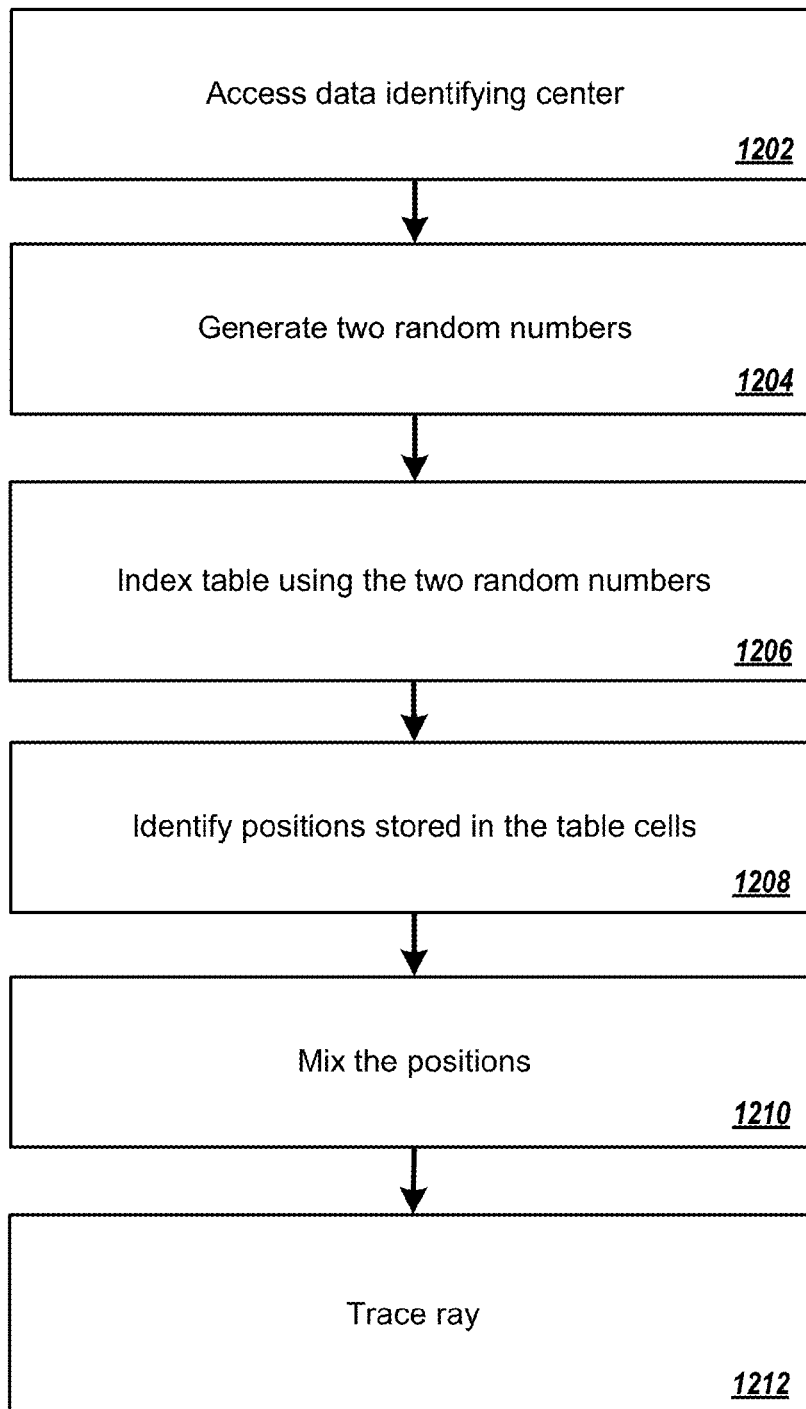 Access data identifying center
1202
Generate two random numbers
1204
Index table using the two random numbers
1206
Identify positions stored in the table cells
1208
Mix the positions
1210
Trace ray
1212